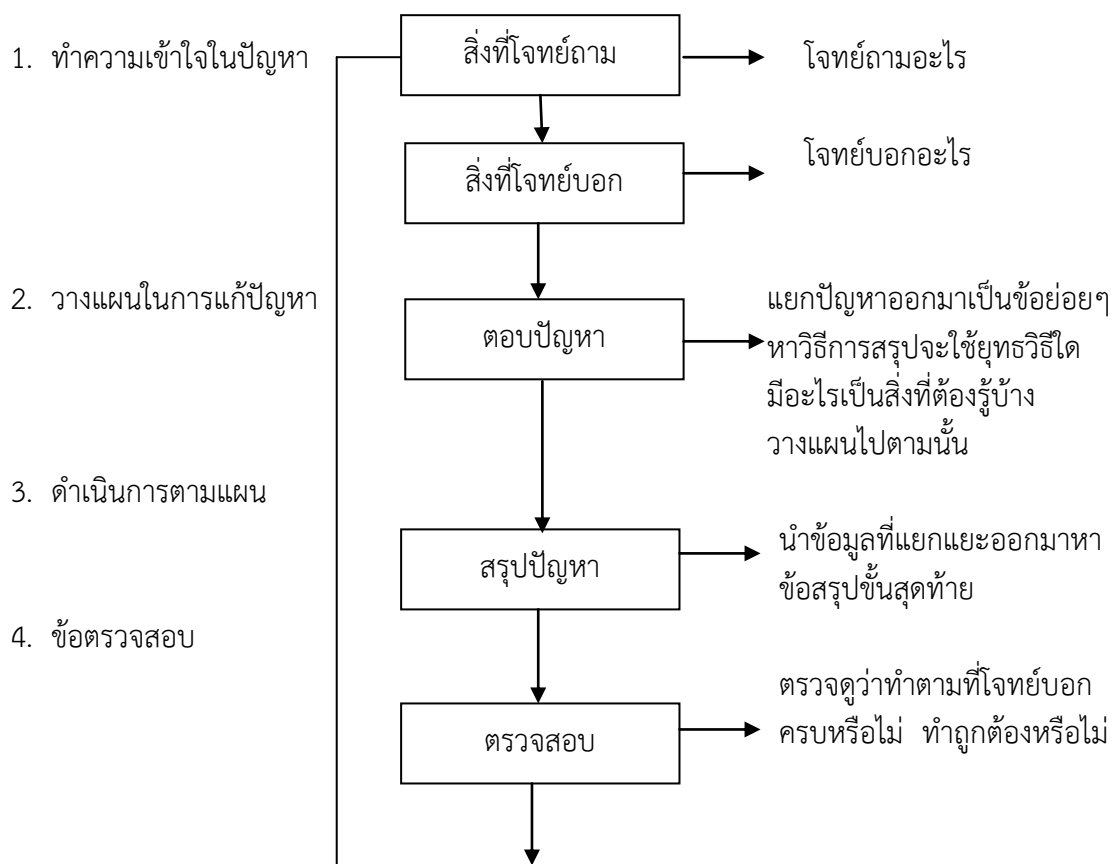 1. ทำความเข้าใจในปัญหา
สิ่งที่โจทย์ถาม
โจทย์ถามอะไร
สิ่งที่โจทย์บอก
โจทย์บอกอะไร
2. วางแผนในการแก้ปัญหา
ตอบปัญหา
แยกปัญหาออกมาเป็นข้อย่อยๆ
หาวิธีการสรุปจะใช้ยุทธวิธีใด
มีอะไรเป็นสิ่งที่ต้องรู้บ้าง
วางแผนไปตามนั้น
3. ดำเนินการตามแผน
สรุปปัญหา
นำข้อมูลที่แยกแยะออกมาหา
ข้อสรุปขั้นสุดท้าย
4. ข้อตรวจสอบ
ตรวจสอบ
ตรวจดูว่าทำตามที่โจทย์บอก
ครบหรือไม่ ทำถูกต้องหรือไม่